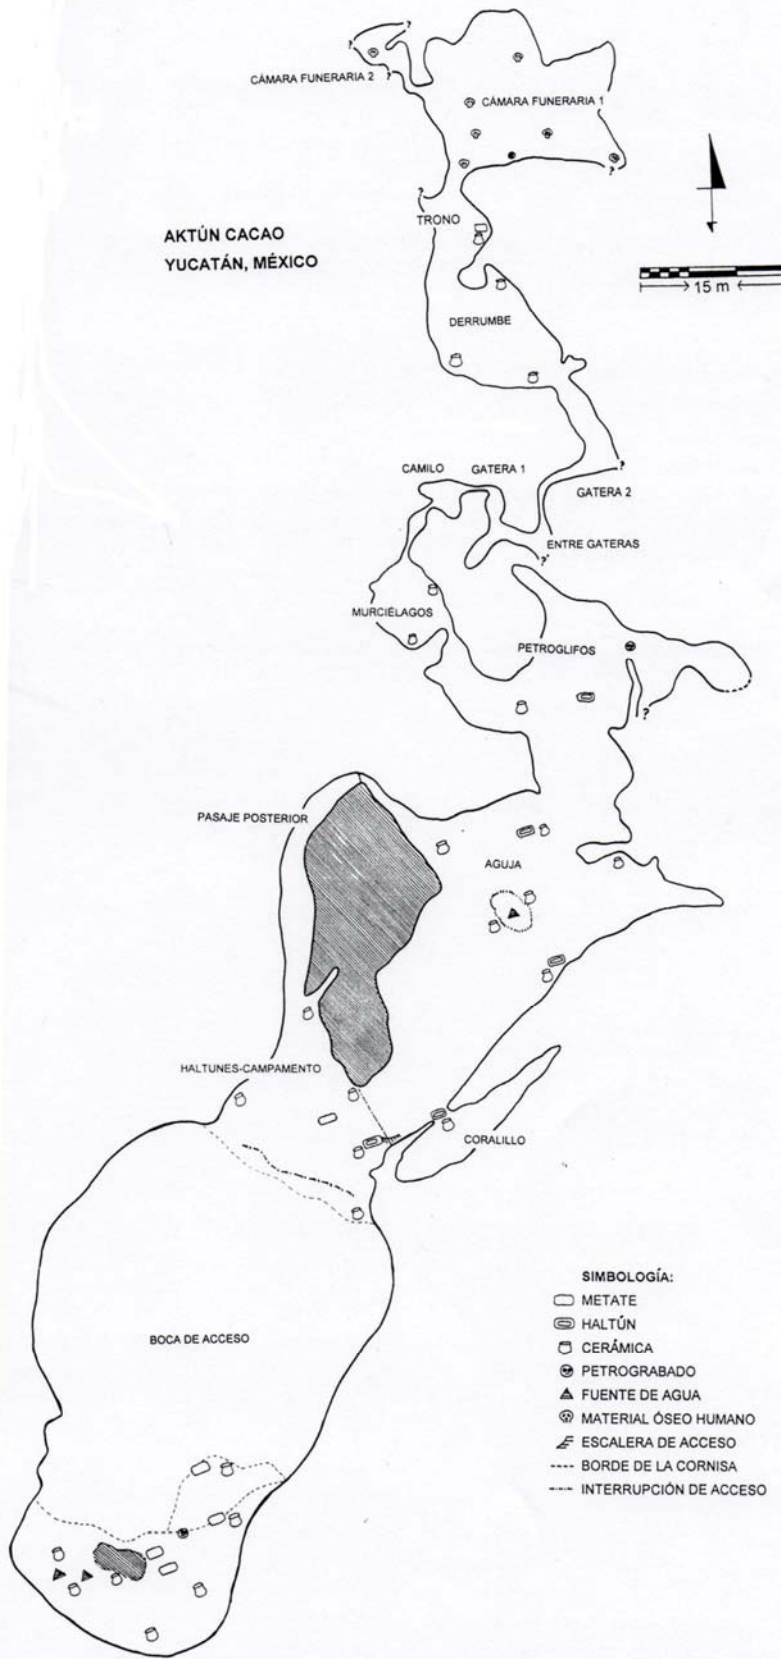 CÁMARA FUNERARIA 2
CÁMARA FUNERARIA 1
AKTÚN CACAO
YUCATÁN, MÉXICO
TRONO
15 m
DERRUMBE
CAMILO
GATERA 1
GATERA 2
ENTRE GATERAS
MURCIÉLAGOS
PETROGLIFOS
PASAJE POSTERIOR
AGUJA
HALTUNES-CAMPAMENTO
CORALILLO
BOCA DE ACCESO
SIMBOLOGÍA:
METATE
HALTÚN
CERÁMICA
PETROGRABADO
FUENTE DE AGUA
MATERIAL ÓSEO HUMANO
ESCALERA DE ACCESO
BORDE DE LA CORNISA
INTERRUPCIÓN DE ACCESO